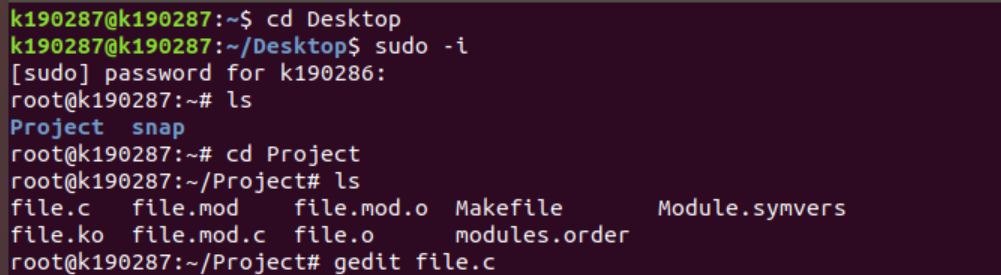 k190287@k190287:~$ cd Desktop
k190287@k190287:~/Desktop$ sudo -i
[sudo] password for k190286:
root@k190287:~# ls
Project  snap
root@k190287:~# cd Project
root@k190287:~/Project# ls
file.c   file.mod    file.mod.o  Makefile       Module.symvers
file.ko  file.mod.c  file.o      modules.order
root@k190287:~/Project# gedit file.c